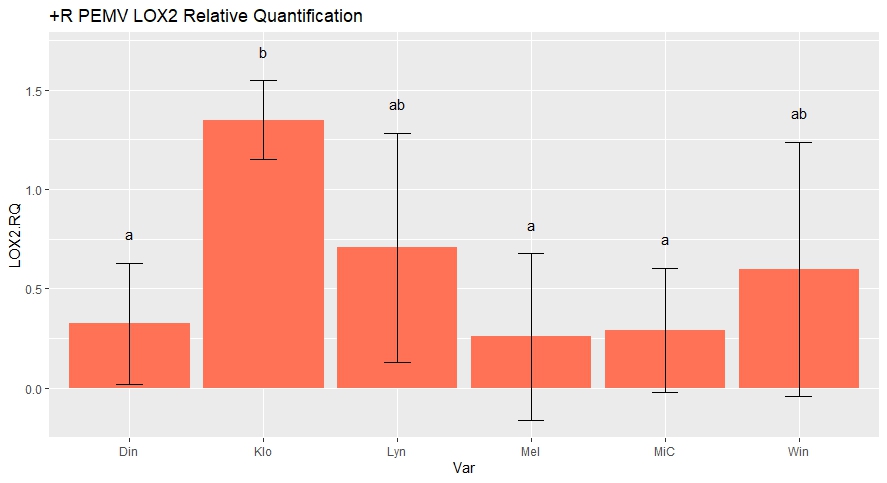 +R PEMV LOX2 Relative Quantification
b
ab
ab
a
a
a
1.5
1.0
0.5
0.0
LOX2.RQ
Din Klo Lyn Mel MiC Win
Var